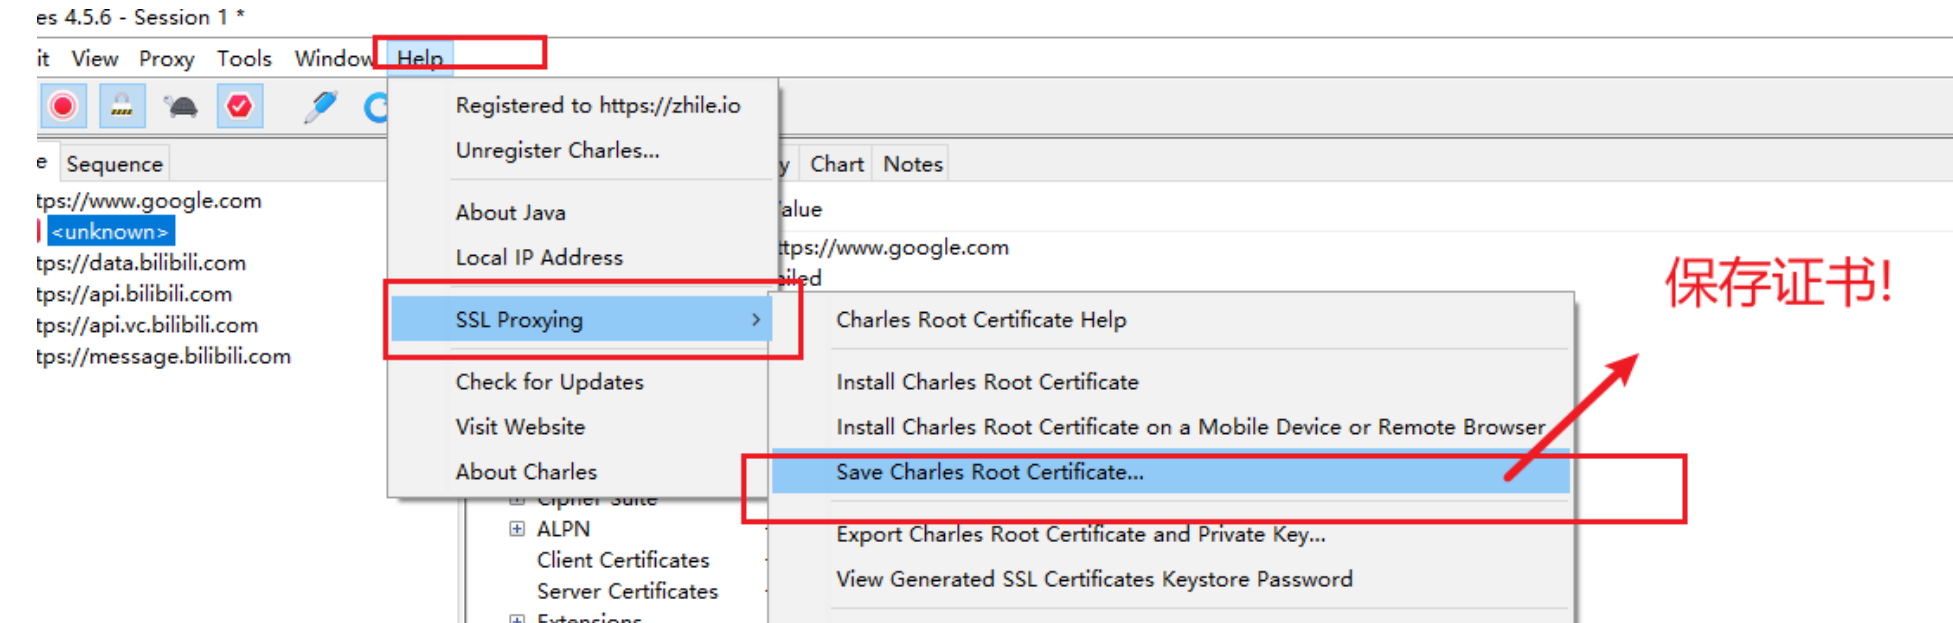 es 4.5.6 - Session 1 *
it View Proxy Tools Window Help
Registered to https://zhile.io
Unregister Charles...
About Java
Local IP Address
SSL Proxying
Check for Updates
Visit Website
About Charles
e Sequence
tps://www.google.com
<unknown>
tps://data.bilibili.com
tps://api.bilibili.com
tps://api.vc.bilibili.com
tps://message.bilibili.com
y Chart Notes
alue
ttps://www.google.com
ailed
Charles Root Certificate Help
Install Charles Root Certificate
Install Charles Root Certificate on a Mobile Device or Remote Browser
Save Charles Root Certificate...
Export Charles Root Certificate and Private Key...
View Generated SSL Certificates Keystore Password
保存证书!
Cipher Suite
ALPN
Client Certificates
Server Certificates
Extensions